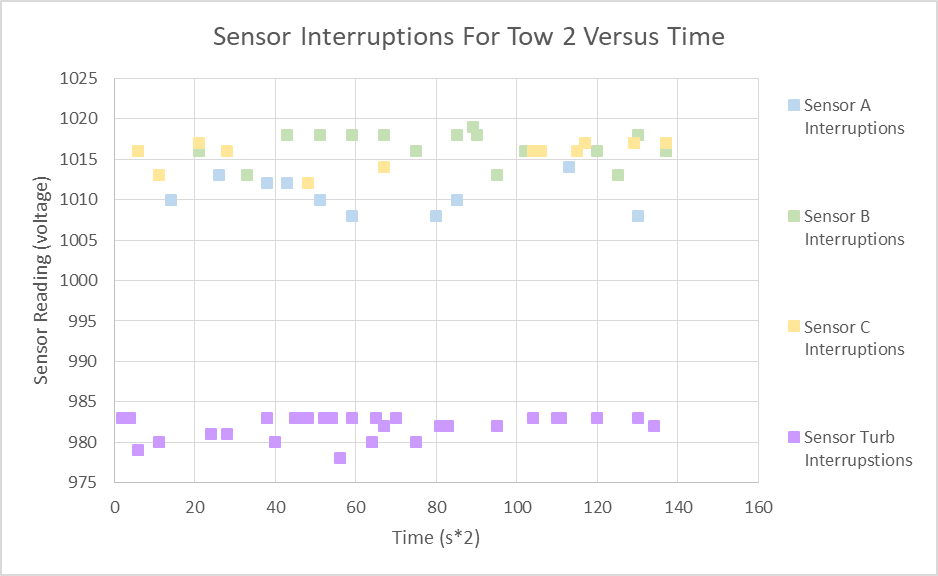 Sensor Interruptions For Tow 2 Versus Time
1025
1020
1015
1010
1005
1000
995
990
985
980
975
Sensor Reading (voltage)
0 20 40 60 80 100 120 140 160
Time (s*2)
Sensor A
Interruptions
Sensor B
Interruptions
Sensor C
Interruptions
Sensor Turb
Interrupstions